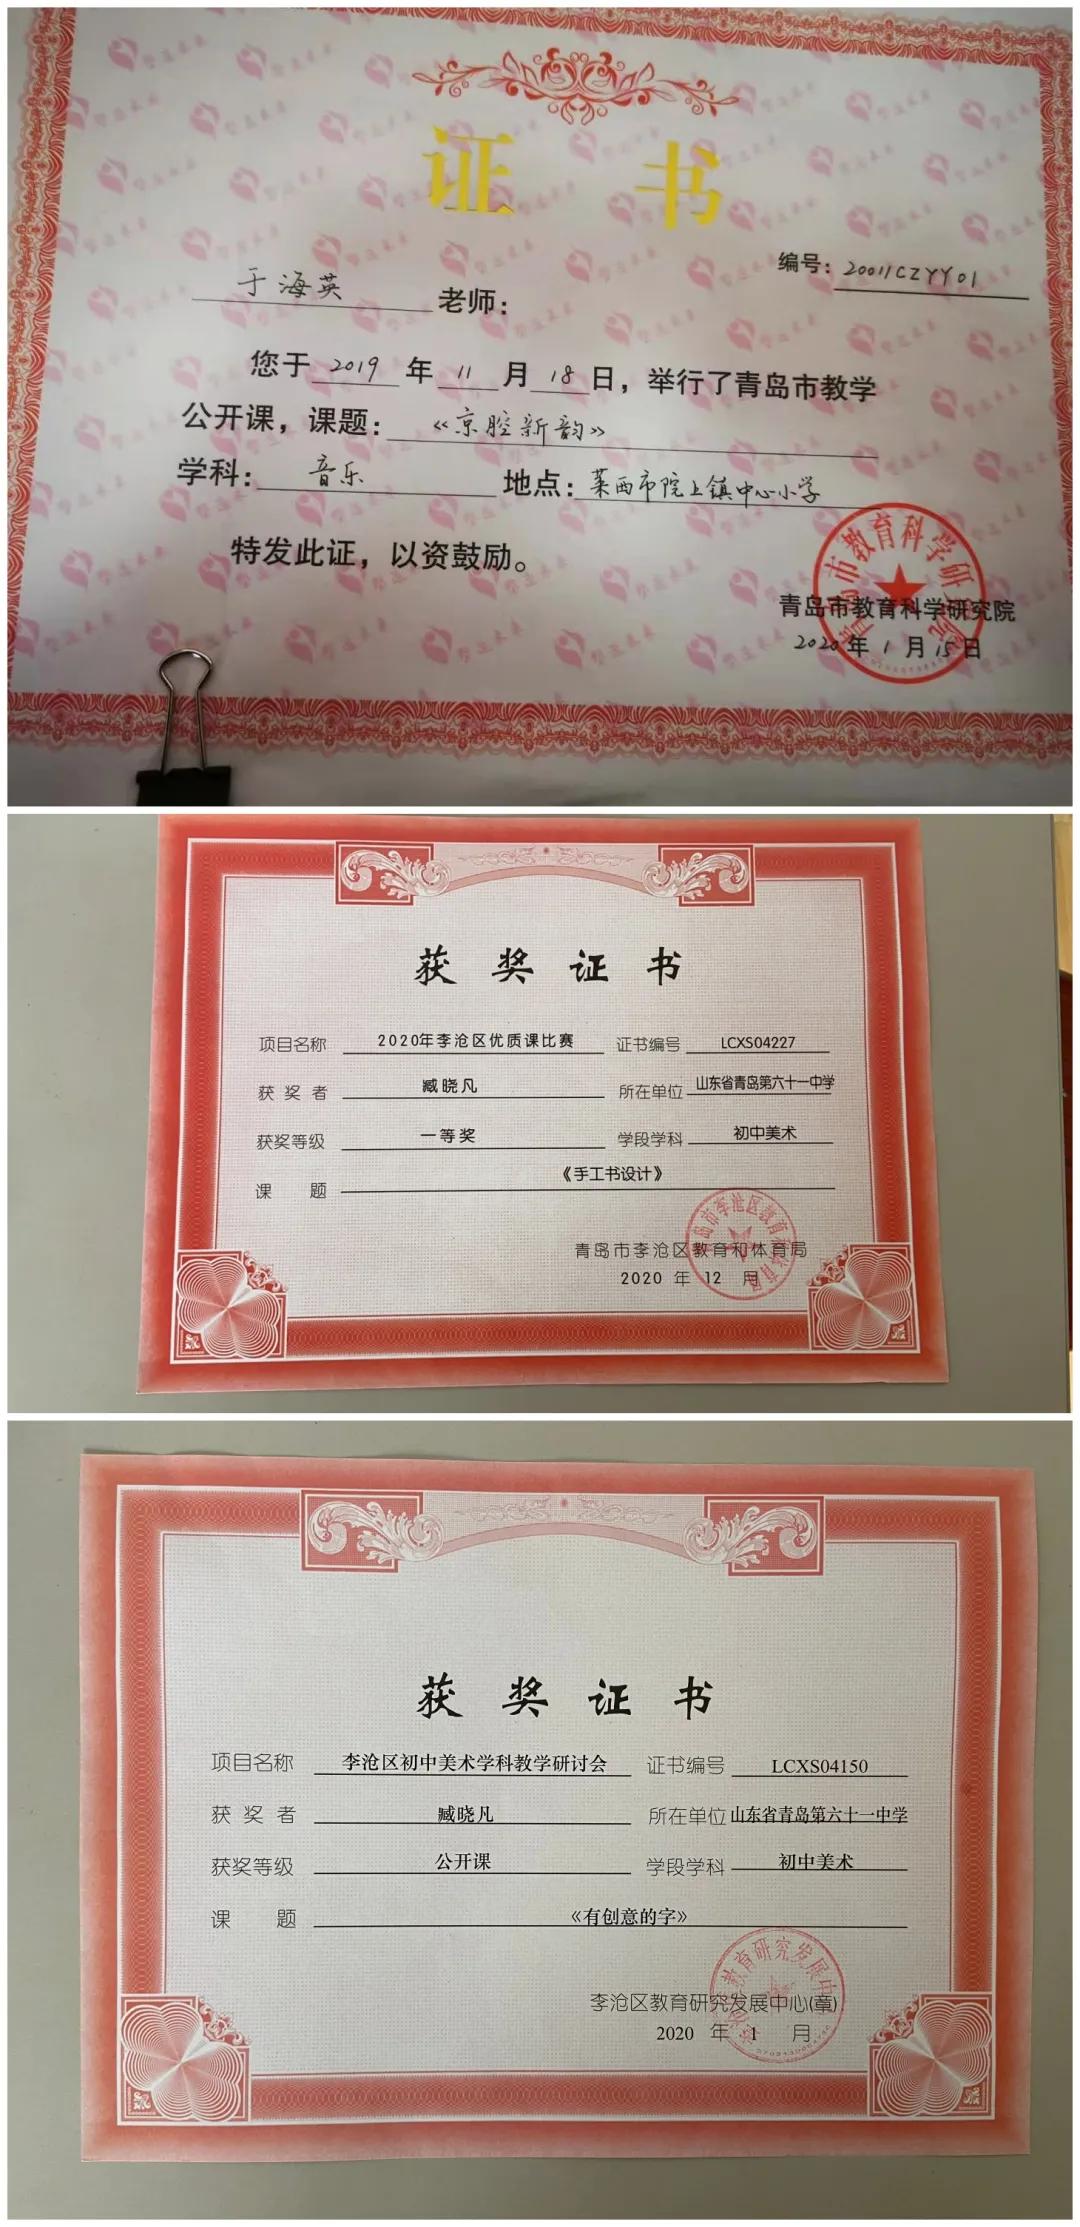 证 书
编号：20011CZYY01
于海英 老师：
您于 2019 年 11 月 18 日，举行了青岛市教学
公开课，课题：《京腔新韵》
学科：音乐 地点：莱西市院上镇中心小学
特发此证，以资鼓励。
青岛市教育科学研究院
2020 年 1 月 15 日
获 奖 证 书
项目名称 2020年李沧区优质课比赛 证书编号 LCXS04227
获 奖 者 臧晓凡 所在单位 山东省青岛第六十一中学
获奖等级 一等奖 学段学科 初中美术
课 题 《手工书设计》
青岛市李沧区教育和体育局
2020 年 12 月
获 奖 证 书
项目名称 李沧区初中美术学科教学研讨会 证书编号 LCXS04150
获 奖 者 臧晓凡 所在单位 山东省青岛第六十一中学
获奖等级 公开课 学段学科 初中美术
课 题 《有创意的字》
李沧区教育研究发展中心(章)
2020 年 1 月